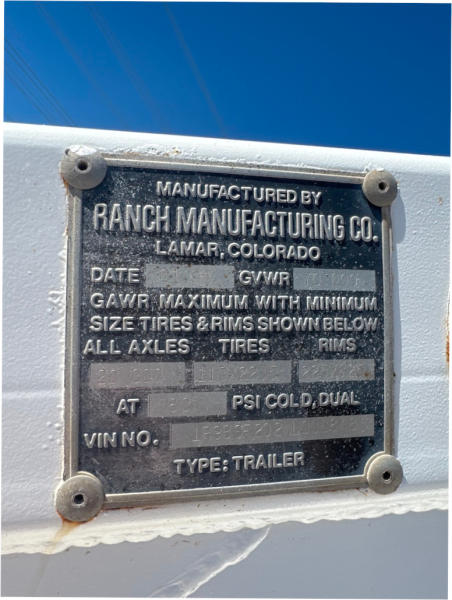 MANUFACTURED BY
RANCH MANUFACTURING CO.
LAMAR, COLORADO
DATE GVWR
GAWR MAXIMUM WITH MINIMUM
SIZE TIRES & RIMS SHOWN BELOW
ALL AXLES TIRES RIMS
AT PSI COLD, DUAL
VIN NO.
TYPE: TRAILER